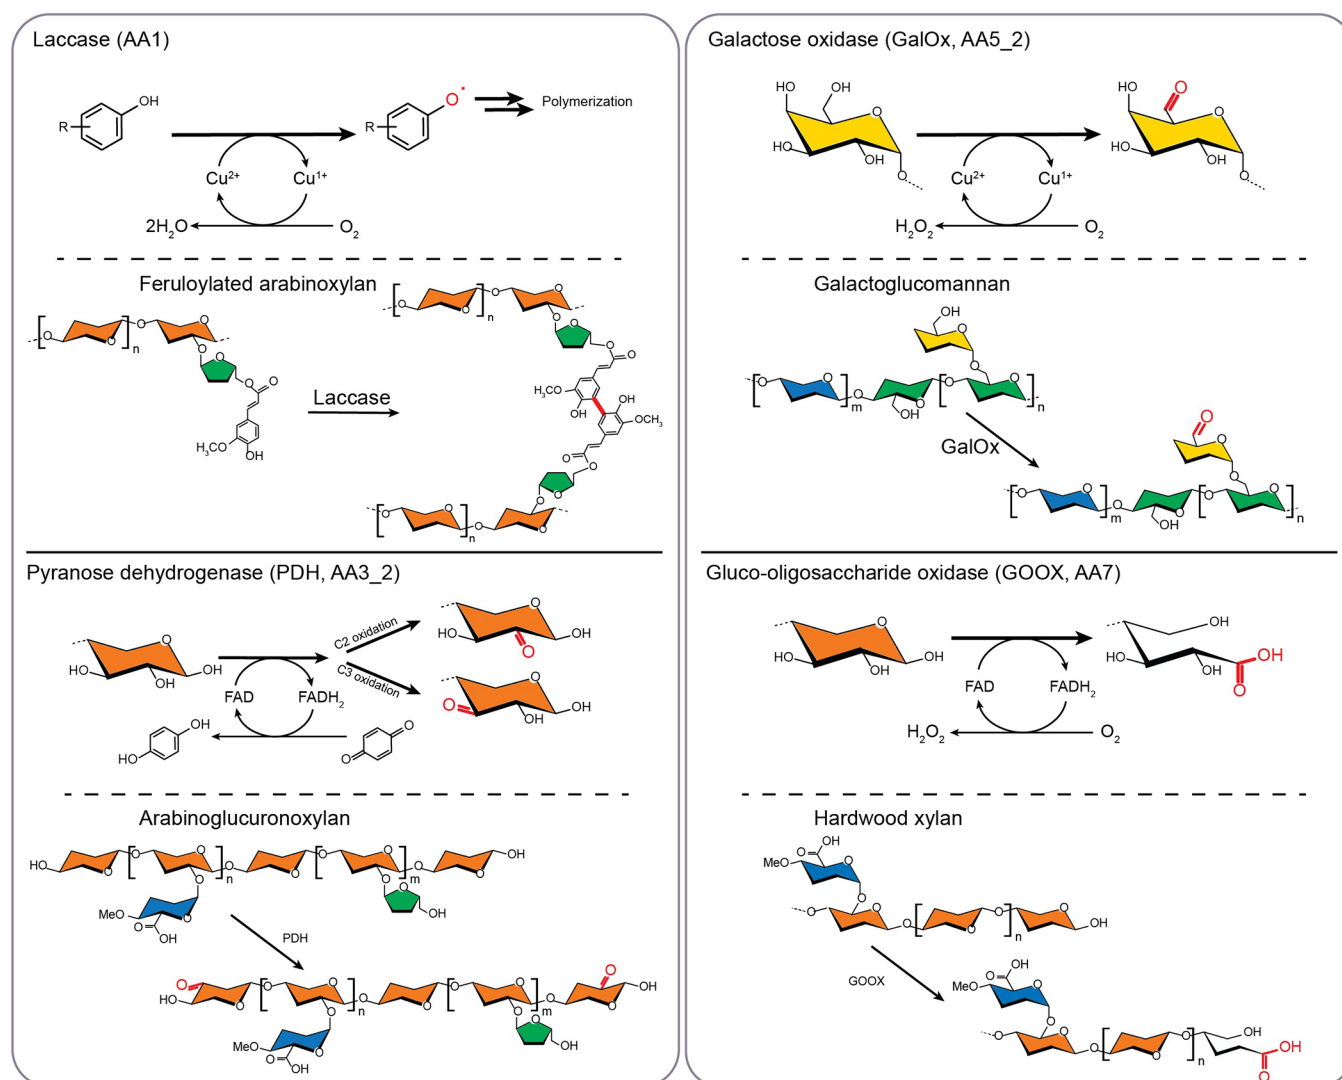 Laccase (AA1)
OH
R
O•
R
Polymerization
Cu²⁺
Cu¹⁺
2H₂O
O₂
Feruloylated arabinoxylan
O
O
O
O
n
O
O
O
O
H₃CO
OH
Laccase
O
O
O
O
n
O
O
O
O
H₃CO
OH
OH
OCH₃
O
O
O
O
O
O
O
O
n
Galactose oxidase (GalOx, AA5_2)
HO
OH
O
HO
OH
O
HO
O
O
HO
OH
O
Cu²⁺
Cu¹⁺
H₂O₂
O₂
Galactoglucomannan
OH
O
O
O
O
m
O
O
OH
O
O
n
GalOx
O
O
O
O
O
m
O
O
OH
O
O
n
Pyranose dehydrogenase (PDH, AA3_2)
O
HO
OH
OH
C2 oxidation
C3 oxidation
O
HO
OH
O
O
O
OH
OH
FAD
FADH₂
OH
HO
O
O
Arabinoglucuronoxylan
HO
O
O
O
n
O
O
O
O
m
O
O
OH
O
O
MeO
O
OH
O
OH
PDH
O
HO
O
O
O
n
O
O
O
O
m
O
O
O
OH
O
O
MeO
O
OH
O
OH
Gluco-oligosaccharide oxidase (GOOX, AA7)
O
HO
OH
OH
OH
HO
OH
OH
O
FAD
FADH₂
H₂O₂
O₂
Hardwood xylan
OH
O
MeO
O
O
O
O
O
O
O
n
O
OH
GOOX
OH
O
MeO
O
O
O
O
O
O
n
O
OH
OH
O